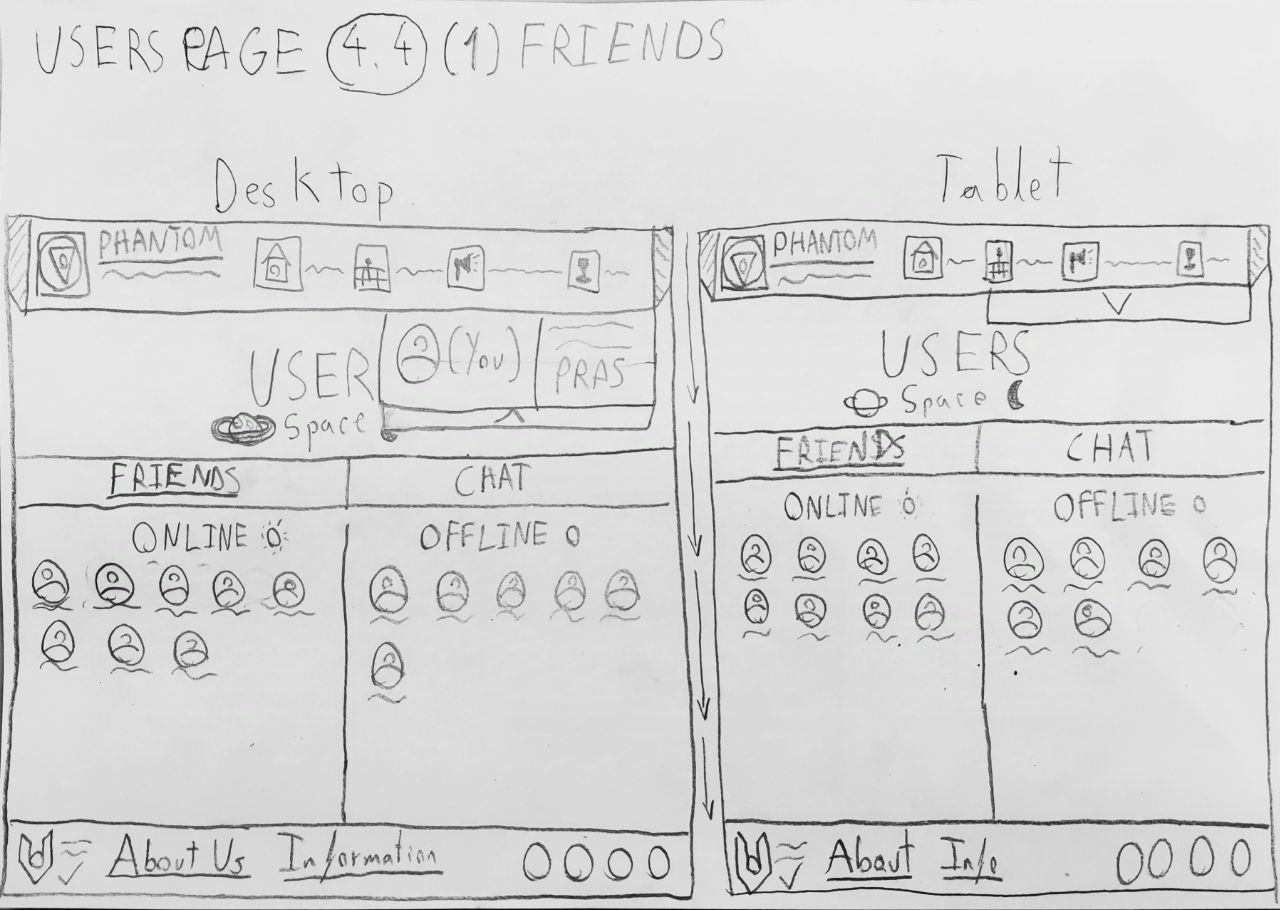 USERS PAGE 4.4 (1) FRIENDS
Desktop
PHANTOM
USER
(You)
PRAS
Space
FRIENDS
CHAT
ONLINE
OFFLINE
About Us
Information
Tablet
PHANTOM
USERS
Space
FRIENDS
CHAT
ONLINE
OFFLINE
About
Info